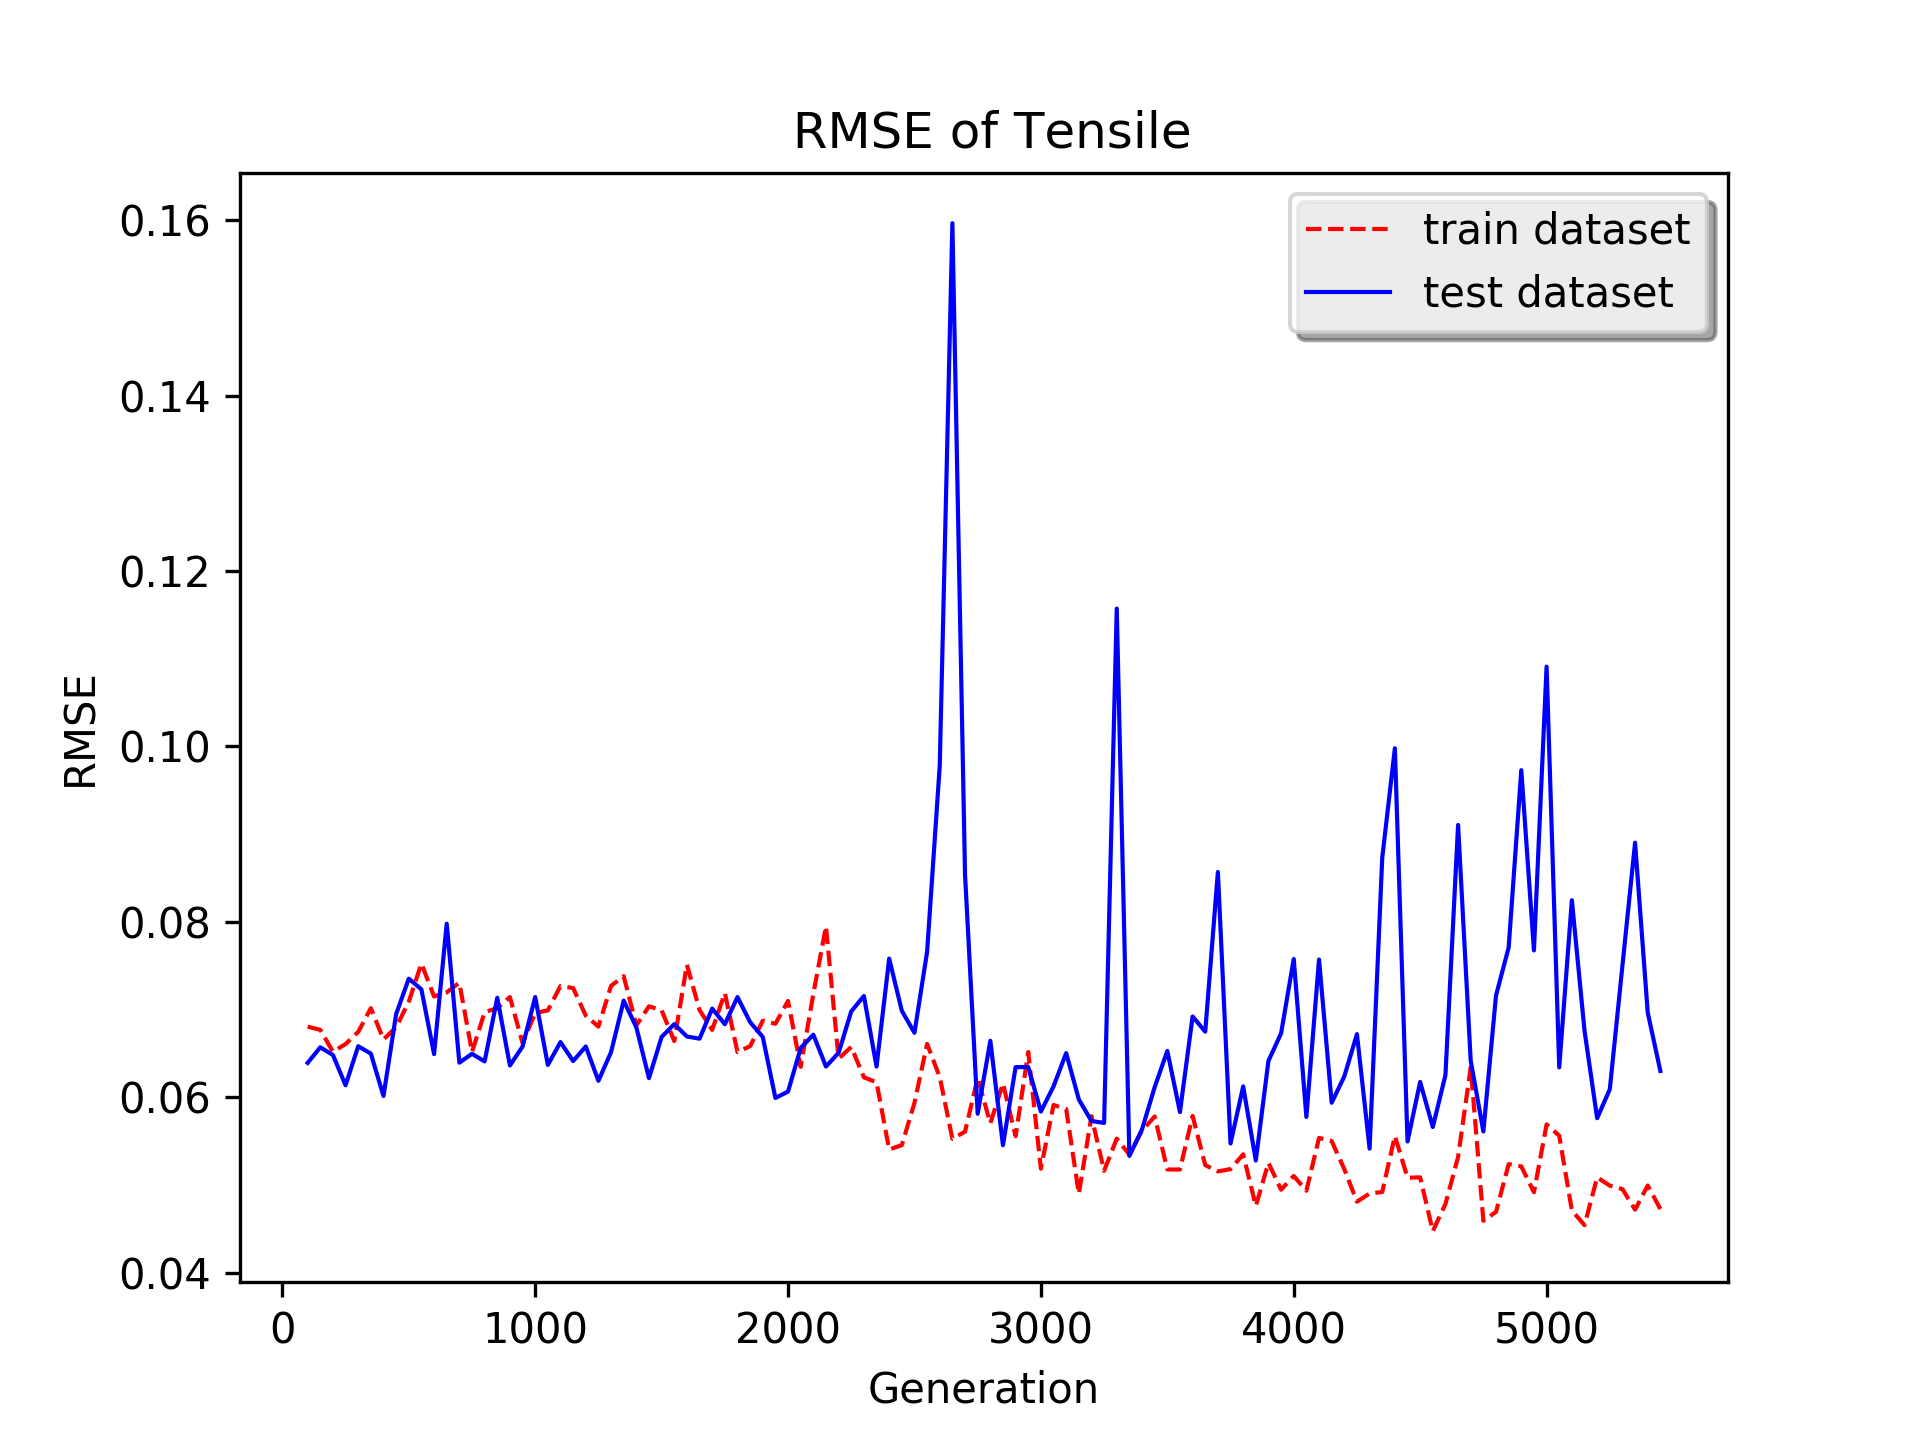 RMSE of Tensile
train dataset
test dataset
RMSE
0.16
0.14
0.12
0.10
0.08
0.06
0.04
0
1000
2000
3000
4000
5000
Generation